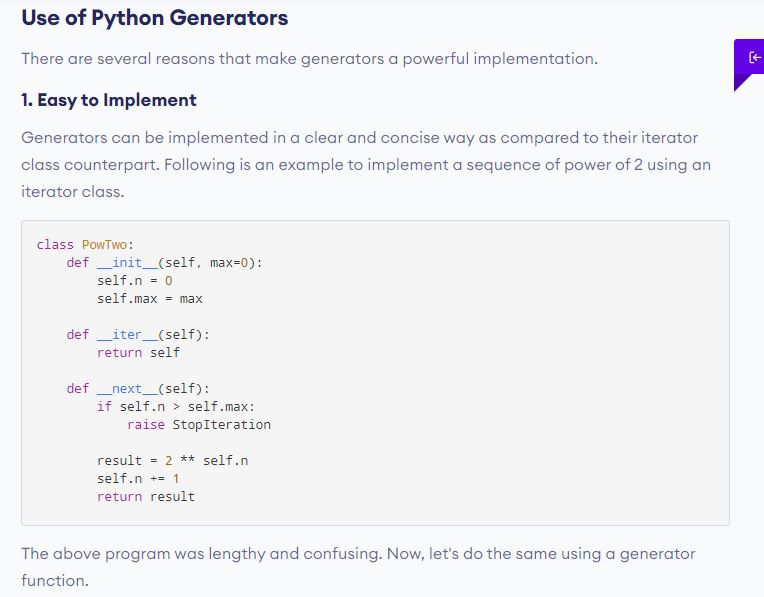 Use of Python Generators
There are several reasons that make generators a powerful implementation.
1. Easy to Implement
Generators can be implemented in a clear and concise way as compared to their iterator
class counterpart. Following is an example to implement a sequence of power of 2 using an
iterator class.
class PowTwo:
    def __init__(self, max=0):
        self.n = 0
        self.max = max
    def __iter__(self):
        return self
    def __next__(self):
        if self.n > self.max:
            raise StopIteration
        result = 2 ** self.n
        self.n += 1
        return result
The above program was lengthy and confusing. Now, let's do the same using a generator
function.